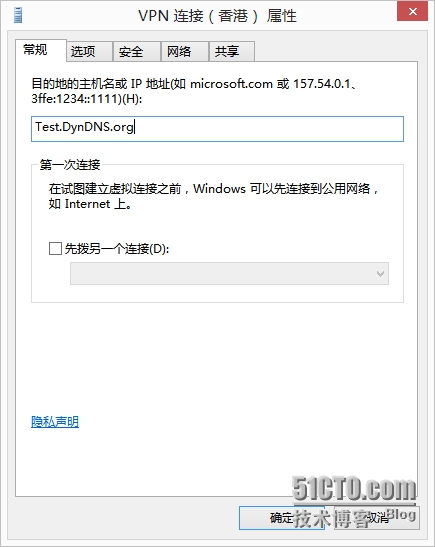 VPN 连接（香港） 属性
常规 选项 安全 网络 共享
目的地的主机名或 IP 地址(如 microsoft.com 或 157.54.0.1、
3ffe:1234::1111)(H):
Test.DynDNS.org
第一次连接
在试图建立虚拟连接之前，Windows 可以先连接到公用网络，
如 Internet 上。
先拨另一个连接(D):
隐私声明
确定 取消
51CTO.com
技术博客 Blog